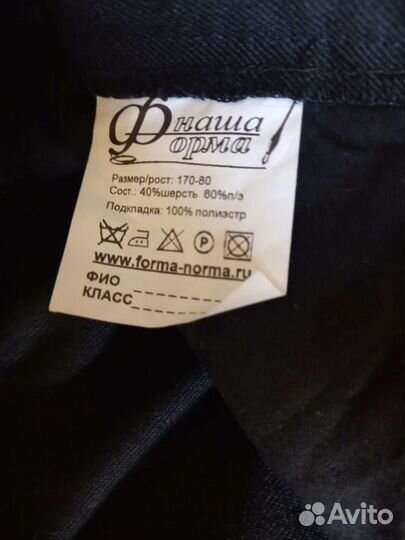 наша
Форма
Размер/рост: 170-80
Сост.: 40%шерсть 60%п/э
Подкладка: 100% полиэстр
P
www.forma-norma.ru
ФИО
КЛАСС
Avito